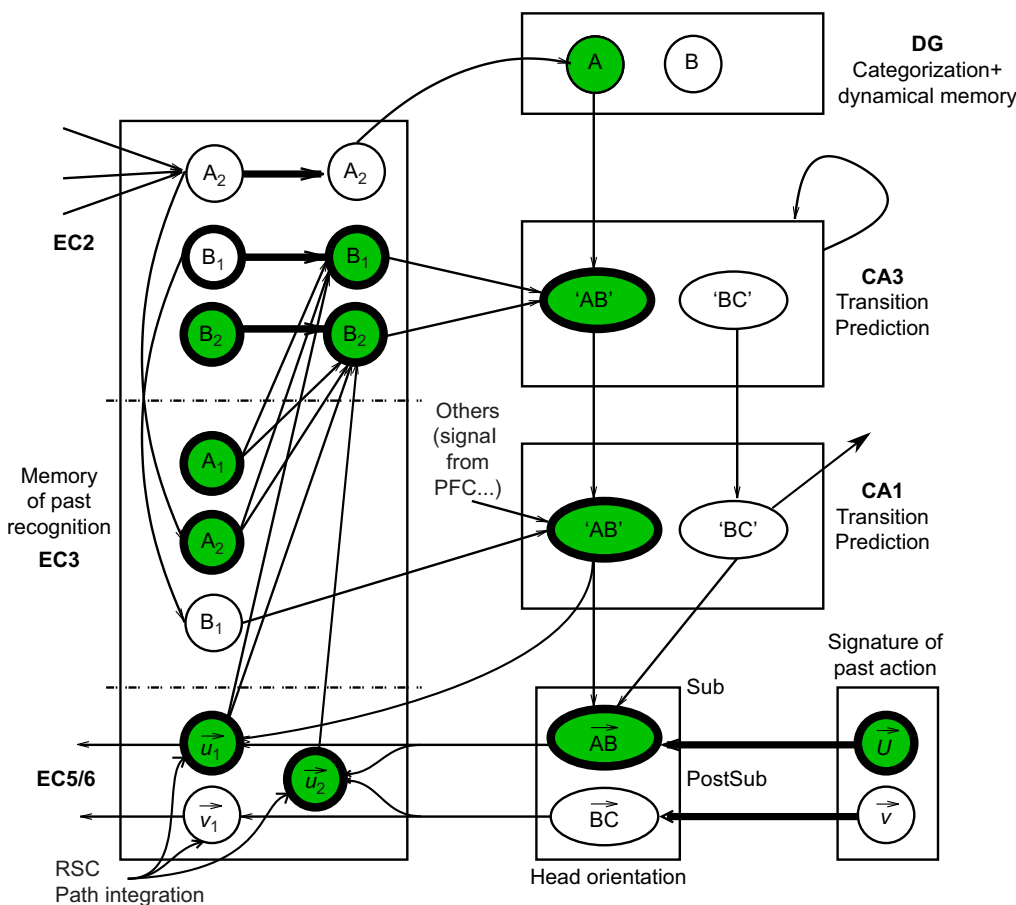 DG
Categorization+
dynamical memory
A
B
A₂
A₂
EC2
B₁
B₁
B₂
B₂
'AB'
'BC'
CA3
Transition
Prediction
Others
(signal
from
PFC...)
Memory
of past
recognition
EC3
A₁
A₂
B₁
'AB'
'BC'
CA1
Transition
Prediction
Signature of
past action
Sub
EC5/6
u₁
u₂
v₁
AB
PostSub
BC
U
v
RSC
Path integration
Head orientation